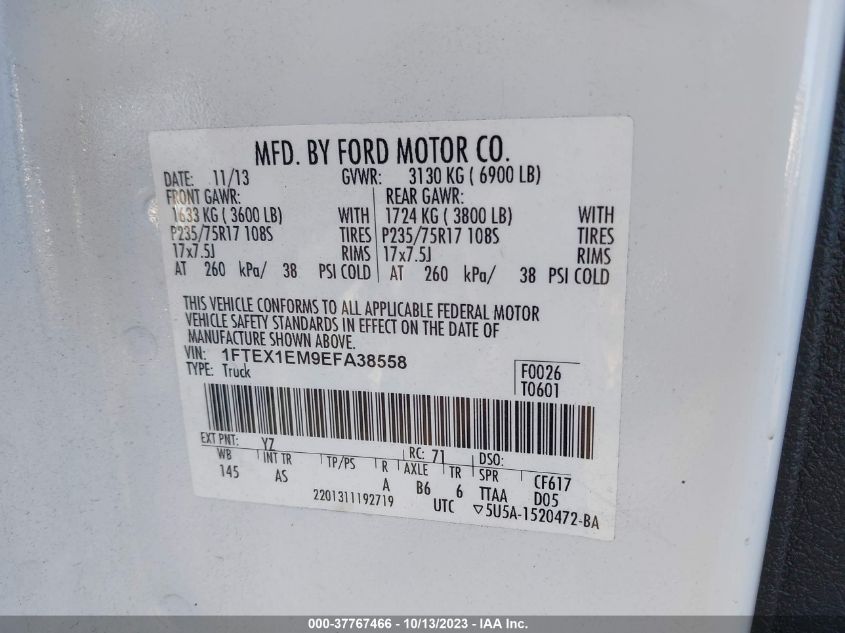 MFD. BY FORD MOTOR CO.
DATE: 11/13 GVWR: 3130 KG ( 6900 LB)
FRONT GAWR: REAR GAWR:
1633 KG ( 3600 LB) WITH 1724 KG ( 3800 LB) WITH
P235/75R17 108S TIRES P235/75R17 108S TIRES
17x7.5J RIMS 17x7.5J RIMS
AT 260 kPa/ 38 PSI COLD AT 260 kPa/ 38 PSI COLD
THIS VEHICLE CONFORMS TO ALL APPLICABLE FEDERAL MOTOR
VEHICLE SAFETY STANDARDS IN EFFECT ON THE DATE OF
MANUFACTURE SHOWN ABOVE.
VIN: 1FTEX1EM9EFA38558
TYPE: Truck
F0026
T0601
EXT PNT: YZ RC: 71 DSO:
WB INT TR TP/PS R AXLE TR SPR CF617
145 AS A B6 6 TTAA D05
2201311192719 UTC ▽5U5A-1520472-BA
000-37767466 - 10/13/2023 - IAA Inc.